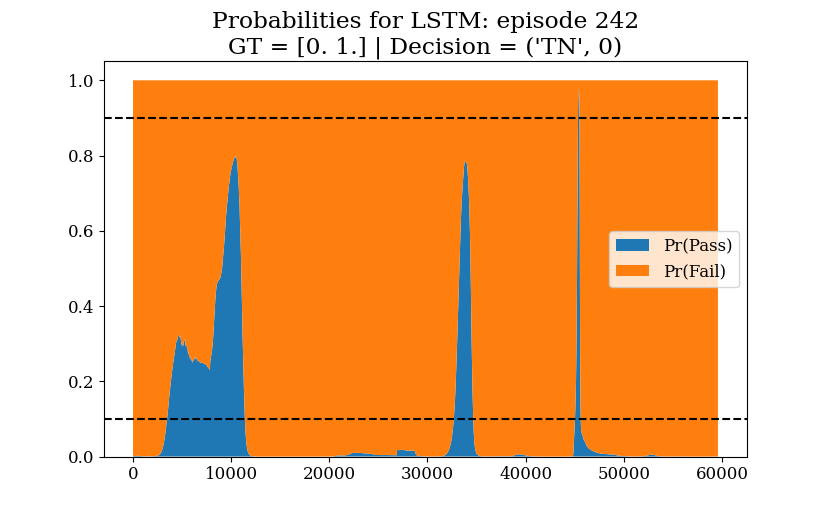 Probabilities for LSTM: episode 242
GT = [0. 1.] | Decision = ('TN', 0)
1.0
0.8
0.6
0.4
0.2
0.0
Pr(Pass)
Pr(Fail)
0 10000 20000 30000 40000 50000 60000